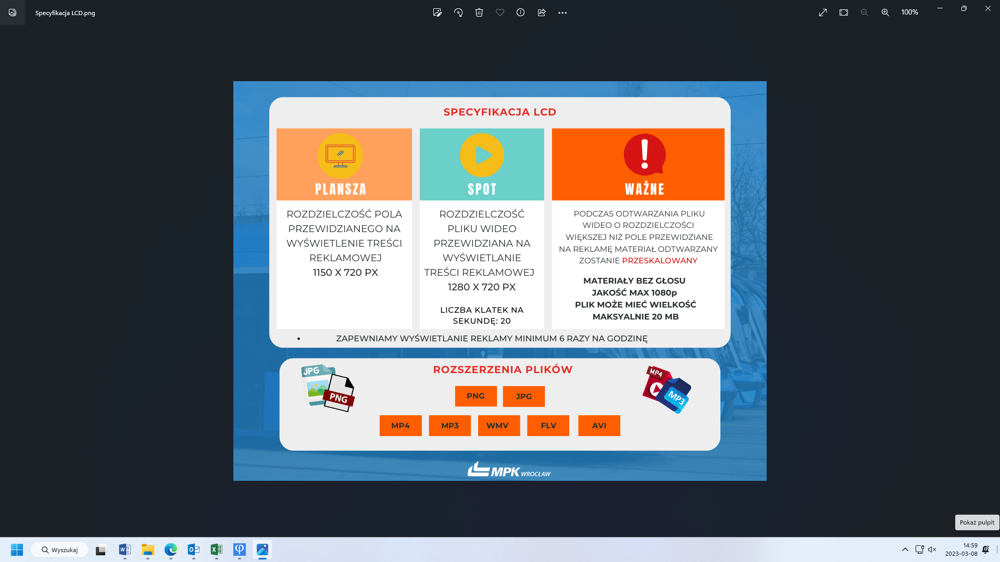 Specyfikacja LCD.png
100%
SPECYFIKACJA LCD
PLANSZA
ROZDZIELCZOŚĆ POLA
PRZEWIDZIANEGO NA
WYŚWIETLENIE TREŚCI
REKLAMOWEJ
1150 X 720 PX
SPOT
ROZDZIELCZOŚĆ
PLIKU WIDEO
PRZEWIDZIANA NA
WYŚWIETLANIE
TREŚCI REKLAMOWEJ
1280 X 720 PX
LICZBA KLATEK NA
SEKUNDĘ: 20
WAŻNE
PODCZAS ODTWARZANIA PLIKU
WIDEO O ROZDZIELCZOŚCI
WIĘKSZEJ NIŻ POLE PRZEWIDZIANE
NA REKLAMĘ MATERIAŁ ODTWARZANY
ZOSTANIE PRZESKALOWANY
MATERIAŁY BEZ GŁOSU
JAKOŚĆ MAX 1080p
PLIK MOŻE MIEĆ WIELKOŚĆ
MAKSYALNIE 20 MB
• ZAPEWNIAMY WYŚWIETLANIE REKLAMY MINIMUM 6 RAZY NA GODZINĘ
ROZSZERZENIA PLIKÓW
JPG
PNG
PNG JPG
MP4 MP3 WMV FLV AVI
MP4
MP3
MPK WROCŁAW
Pokaż pulpit
Wyszukaj
14:59
2023-03-08